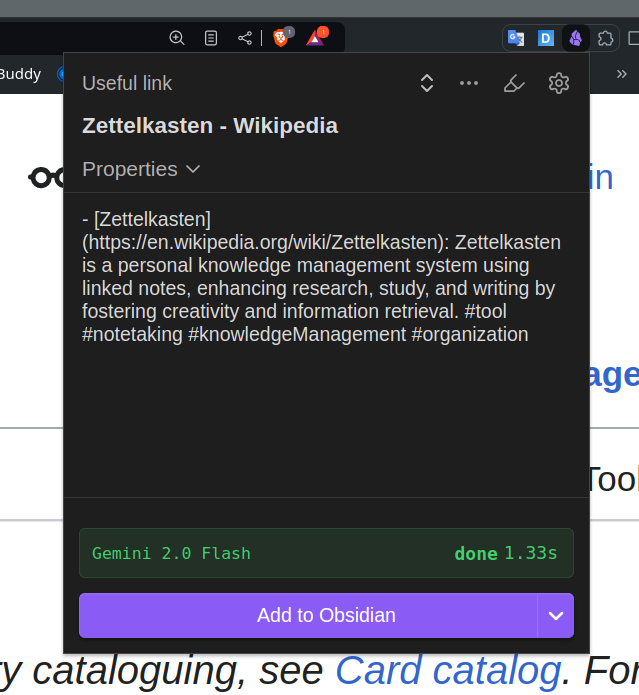 Buddy
Useful link
Zettelkasten - Wikipedia
Properties
in
- [Zettelkasten]
(https://en.wikipedia.org/wiki/Zettelkasten): Zettelkasten
is a personal knowledge management system using
linked notes, enhancing research, study, and writing by
fostering creativity and information retrieval. #tool
#notetaking #knowledgeManagement #organization
age
Tool
Gemini 2.0 Flash done 1.33s
Add to Obsidian
y cataloguing, see Card catalog. For